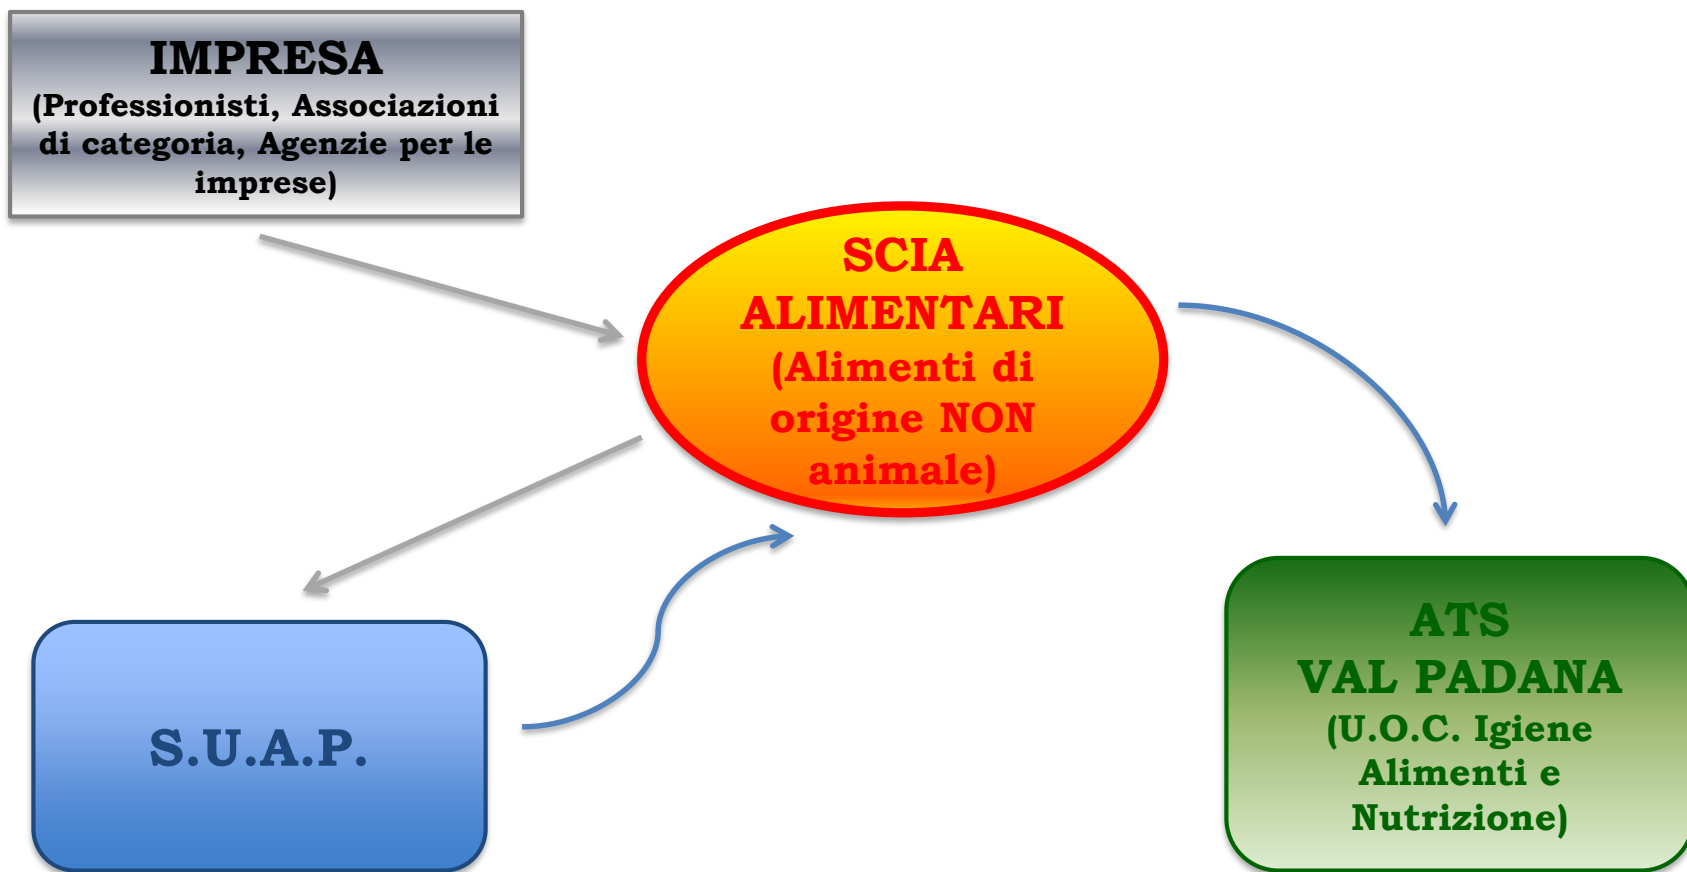 IMPRESA
(Professionisti, Associazioni
di categoria, Agenzie per le
imprese)
SCIA
ALIMENTARI
(Alimenti di
origine NON
animale)
S.U.A.P.
ATS
VAL PADANA
(U.O.C. Igiene
Alimenti e
Nutrizione)